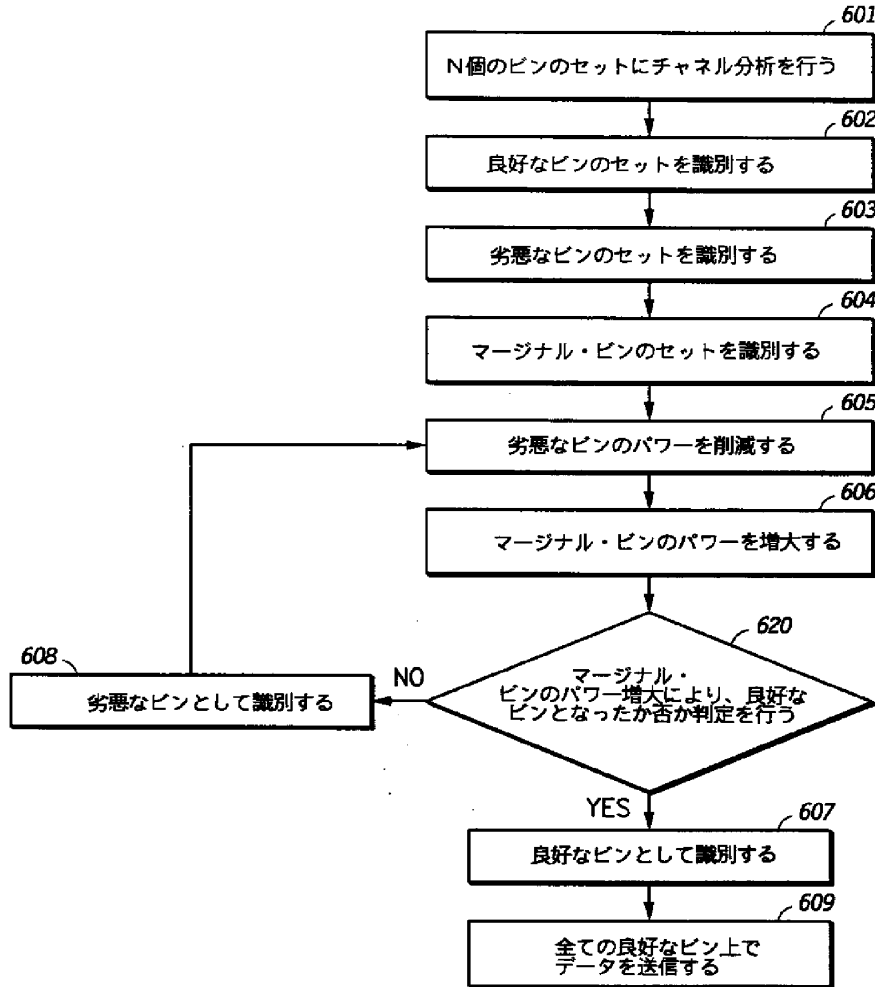 601
N個のビンのセットにチャネル分析を行う
602
良好なビンのセットを識別する
603
劣悪なビンのセットを識別する
604
マージナル・ビンのセットを識別する
605
劣悪なビンのパワーを削減する
606
マージナル・ビンのパワーを増大する
620
マージナル・
ビンのパワー増大により、良好な
ビンとなったか否か判定を行う
NO
608
劣悪なビンとして識別する
YES
607
良好なビンとして識別する
609
全ての良好なビン上で
データを送信する